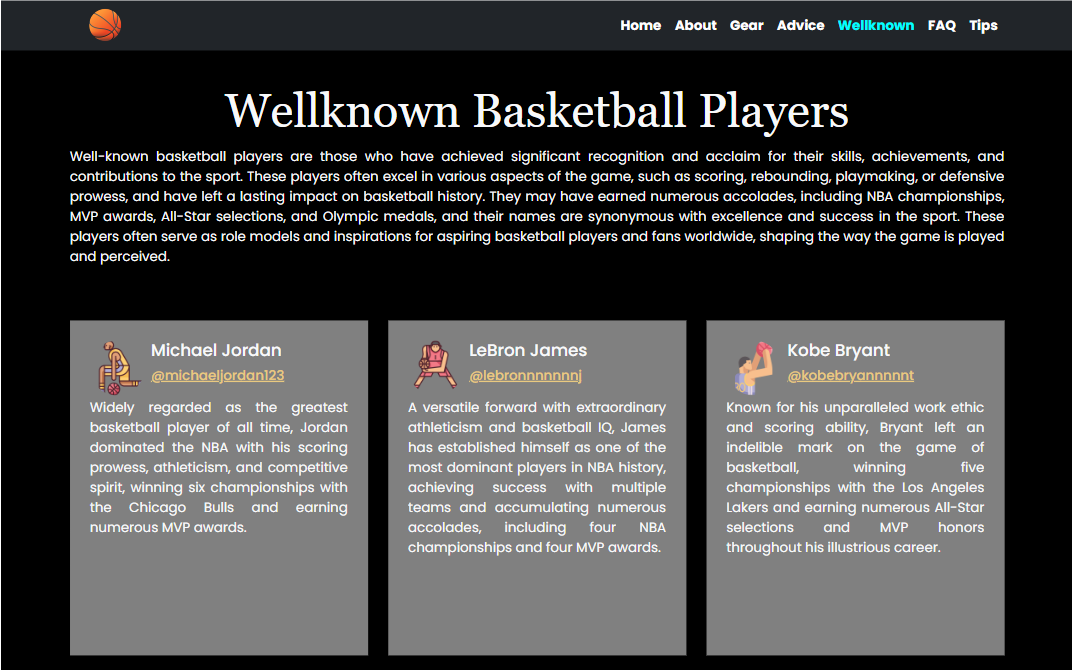 Home About Gear Advice Wellknown FAQ Tips
Wellknown Basketball Players
Well-known basketball players are those who have achieved significant recognition and acclaim for their skills, achievements, and
contributions to the sport. These players often excel in various aspects of the game, such as scoring, rebounding, playmaking, or defensive
prowess, and have left a lasting impact on basketball history. They may have earned numerous accolades, including NBA championships,
MVP awards, All-Star selections, and Olympic medals, and their names are synonymous with excellence and success in the sport. These
players often serve as role models and inspirations for aspiring basketball players and fans worldwide, shaping the way the game is played
and perceived.
Michael Jordan
@michaeljordan123
Widely regarded as the greatest
basketball player of all time, Jordan
dominated the NBA with his scoring
prowess, athleticism, and competitive
spirit, winning six championships with
the Chicago Bulls and earning
numerous MVP awards.
LeBron James
@lebronnnnnnnj
A versatile forward with extraordinary
athleticism and basketball IQ, James
has established himself as one of the
most dominant players in NBA history,
achieving success with multiple
teams and accumulating numerous
accolades, including four NBA
championships and four MVP awards.
Kobe Bryant
@kobebryannnnnt
Known for his unparalleled work ethic
and scoring ability, Bryant left an
indelible mark on the game of
basketball, winning five
championships with the Los Angeles
Lakers and earning numerous All-Star
selections and MVP honors
throughout his illustrious career.